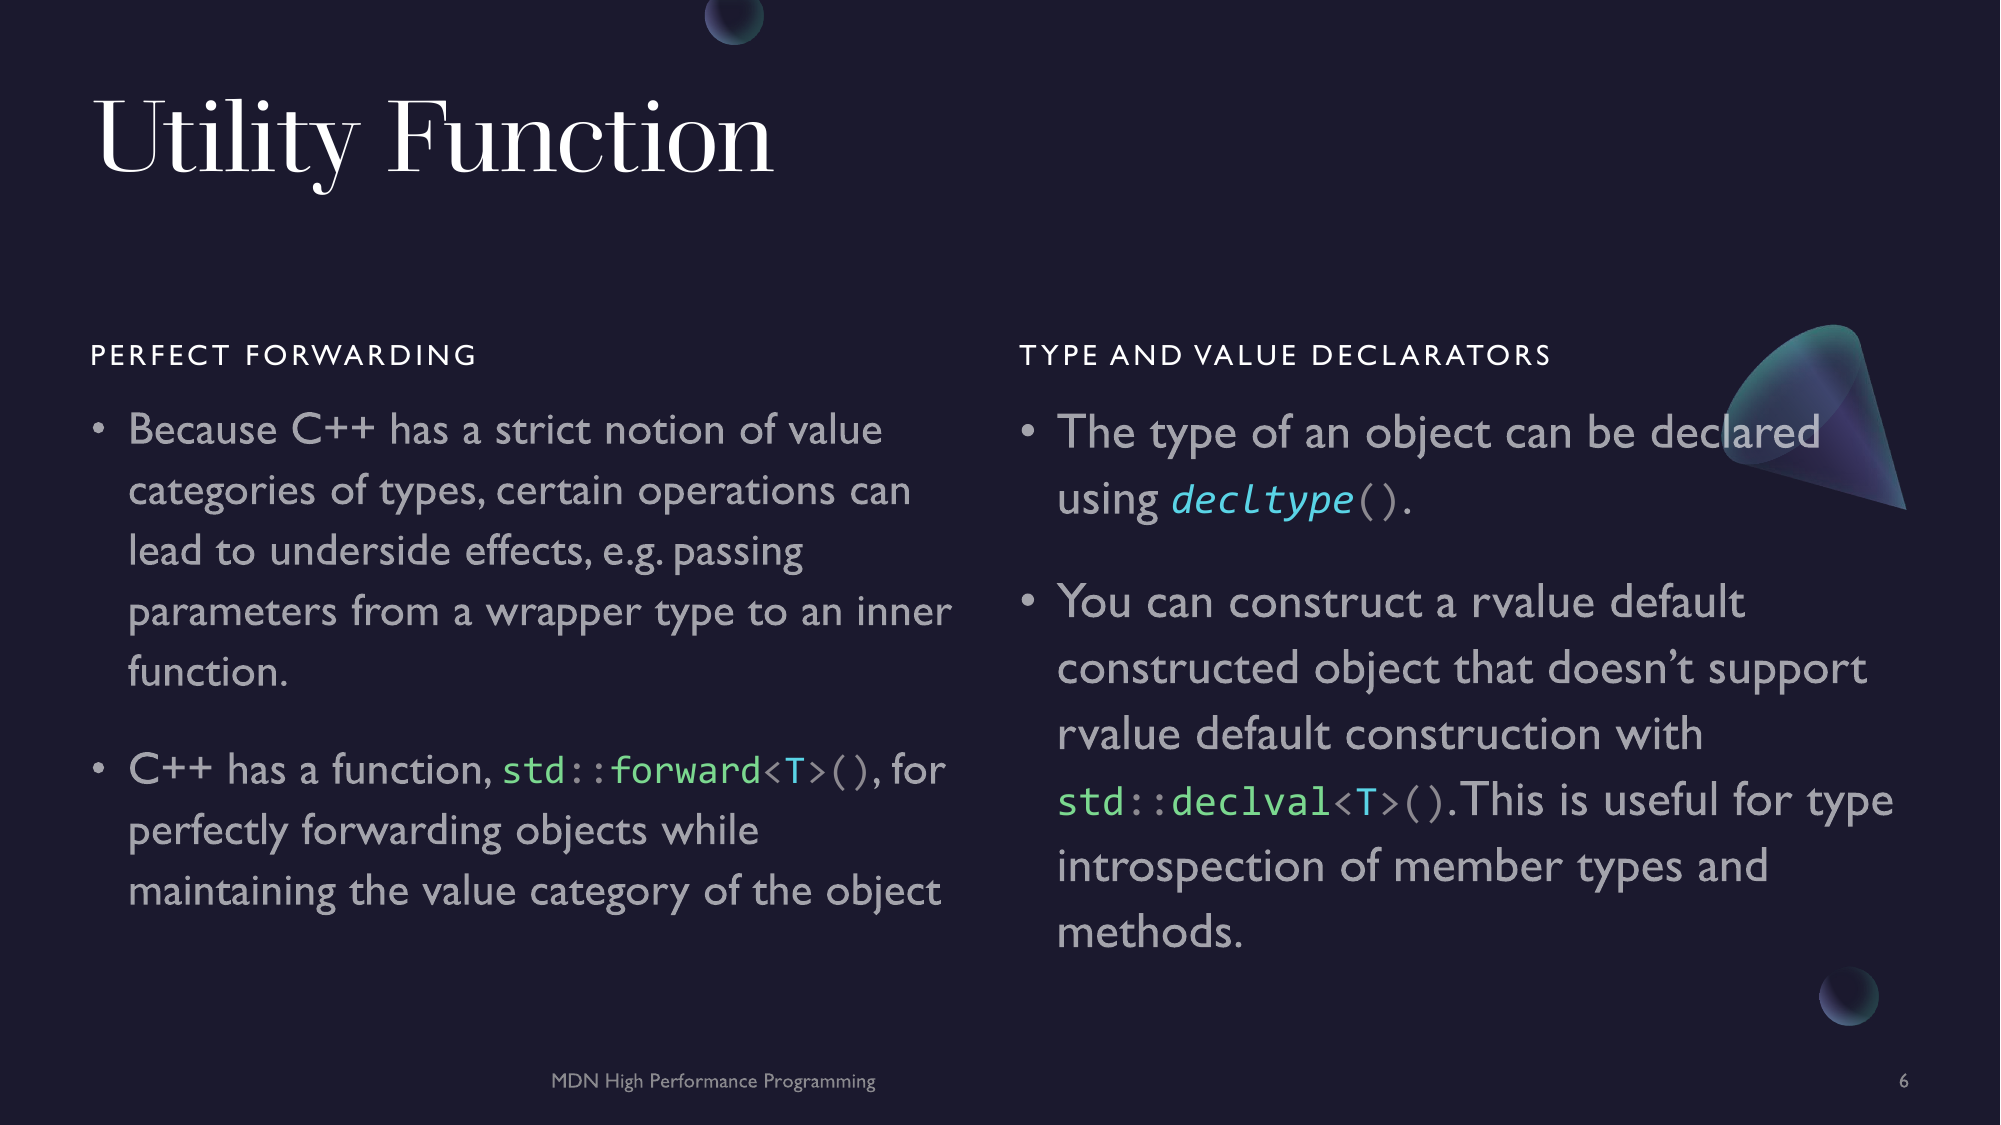 Utility Function
PERFECT FORWARDING
• Because C++ has a strict notion of value
categories of types, certain operations can
lead to underside effects, e.g. passing
parameters from a wrapper type to an inner
function.
• C++ has a function, std::forward<T>(), for
perfectly forwarding objects while
maintaining the value category of the object
TYPE AND VALUE DECLARATORS
• The type of an object can be declared
using decltype().
• You can construct a rvalue default
constructed object that doesn’t support
rvalue default construction with
std::declval<T>(). This is useful for type
introspection of member types and
methods.
MDN High Performance Programming
6